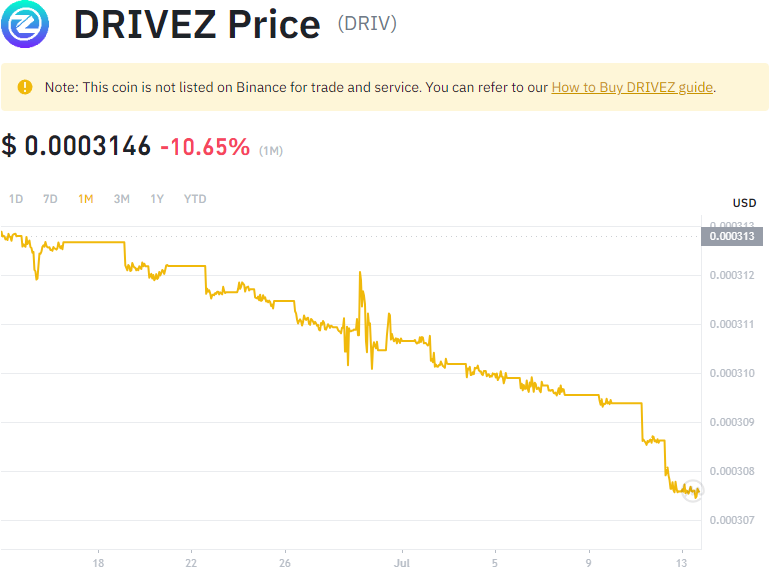 DRIVEZ Price (DRIV)
Note: This coin is not listed on Binance for trade and service. You can refer to our How to Buy DRIVEZ guide.
$ 0.0003146 -10.65% (1M)
1D 7D 1M 3M 1Y YTD
USD
0.000313
0.000313
0.000312
0.000311
0.000310
0.000309
0.000308
0.000307
18 22 26 Jul 5 9 13